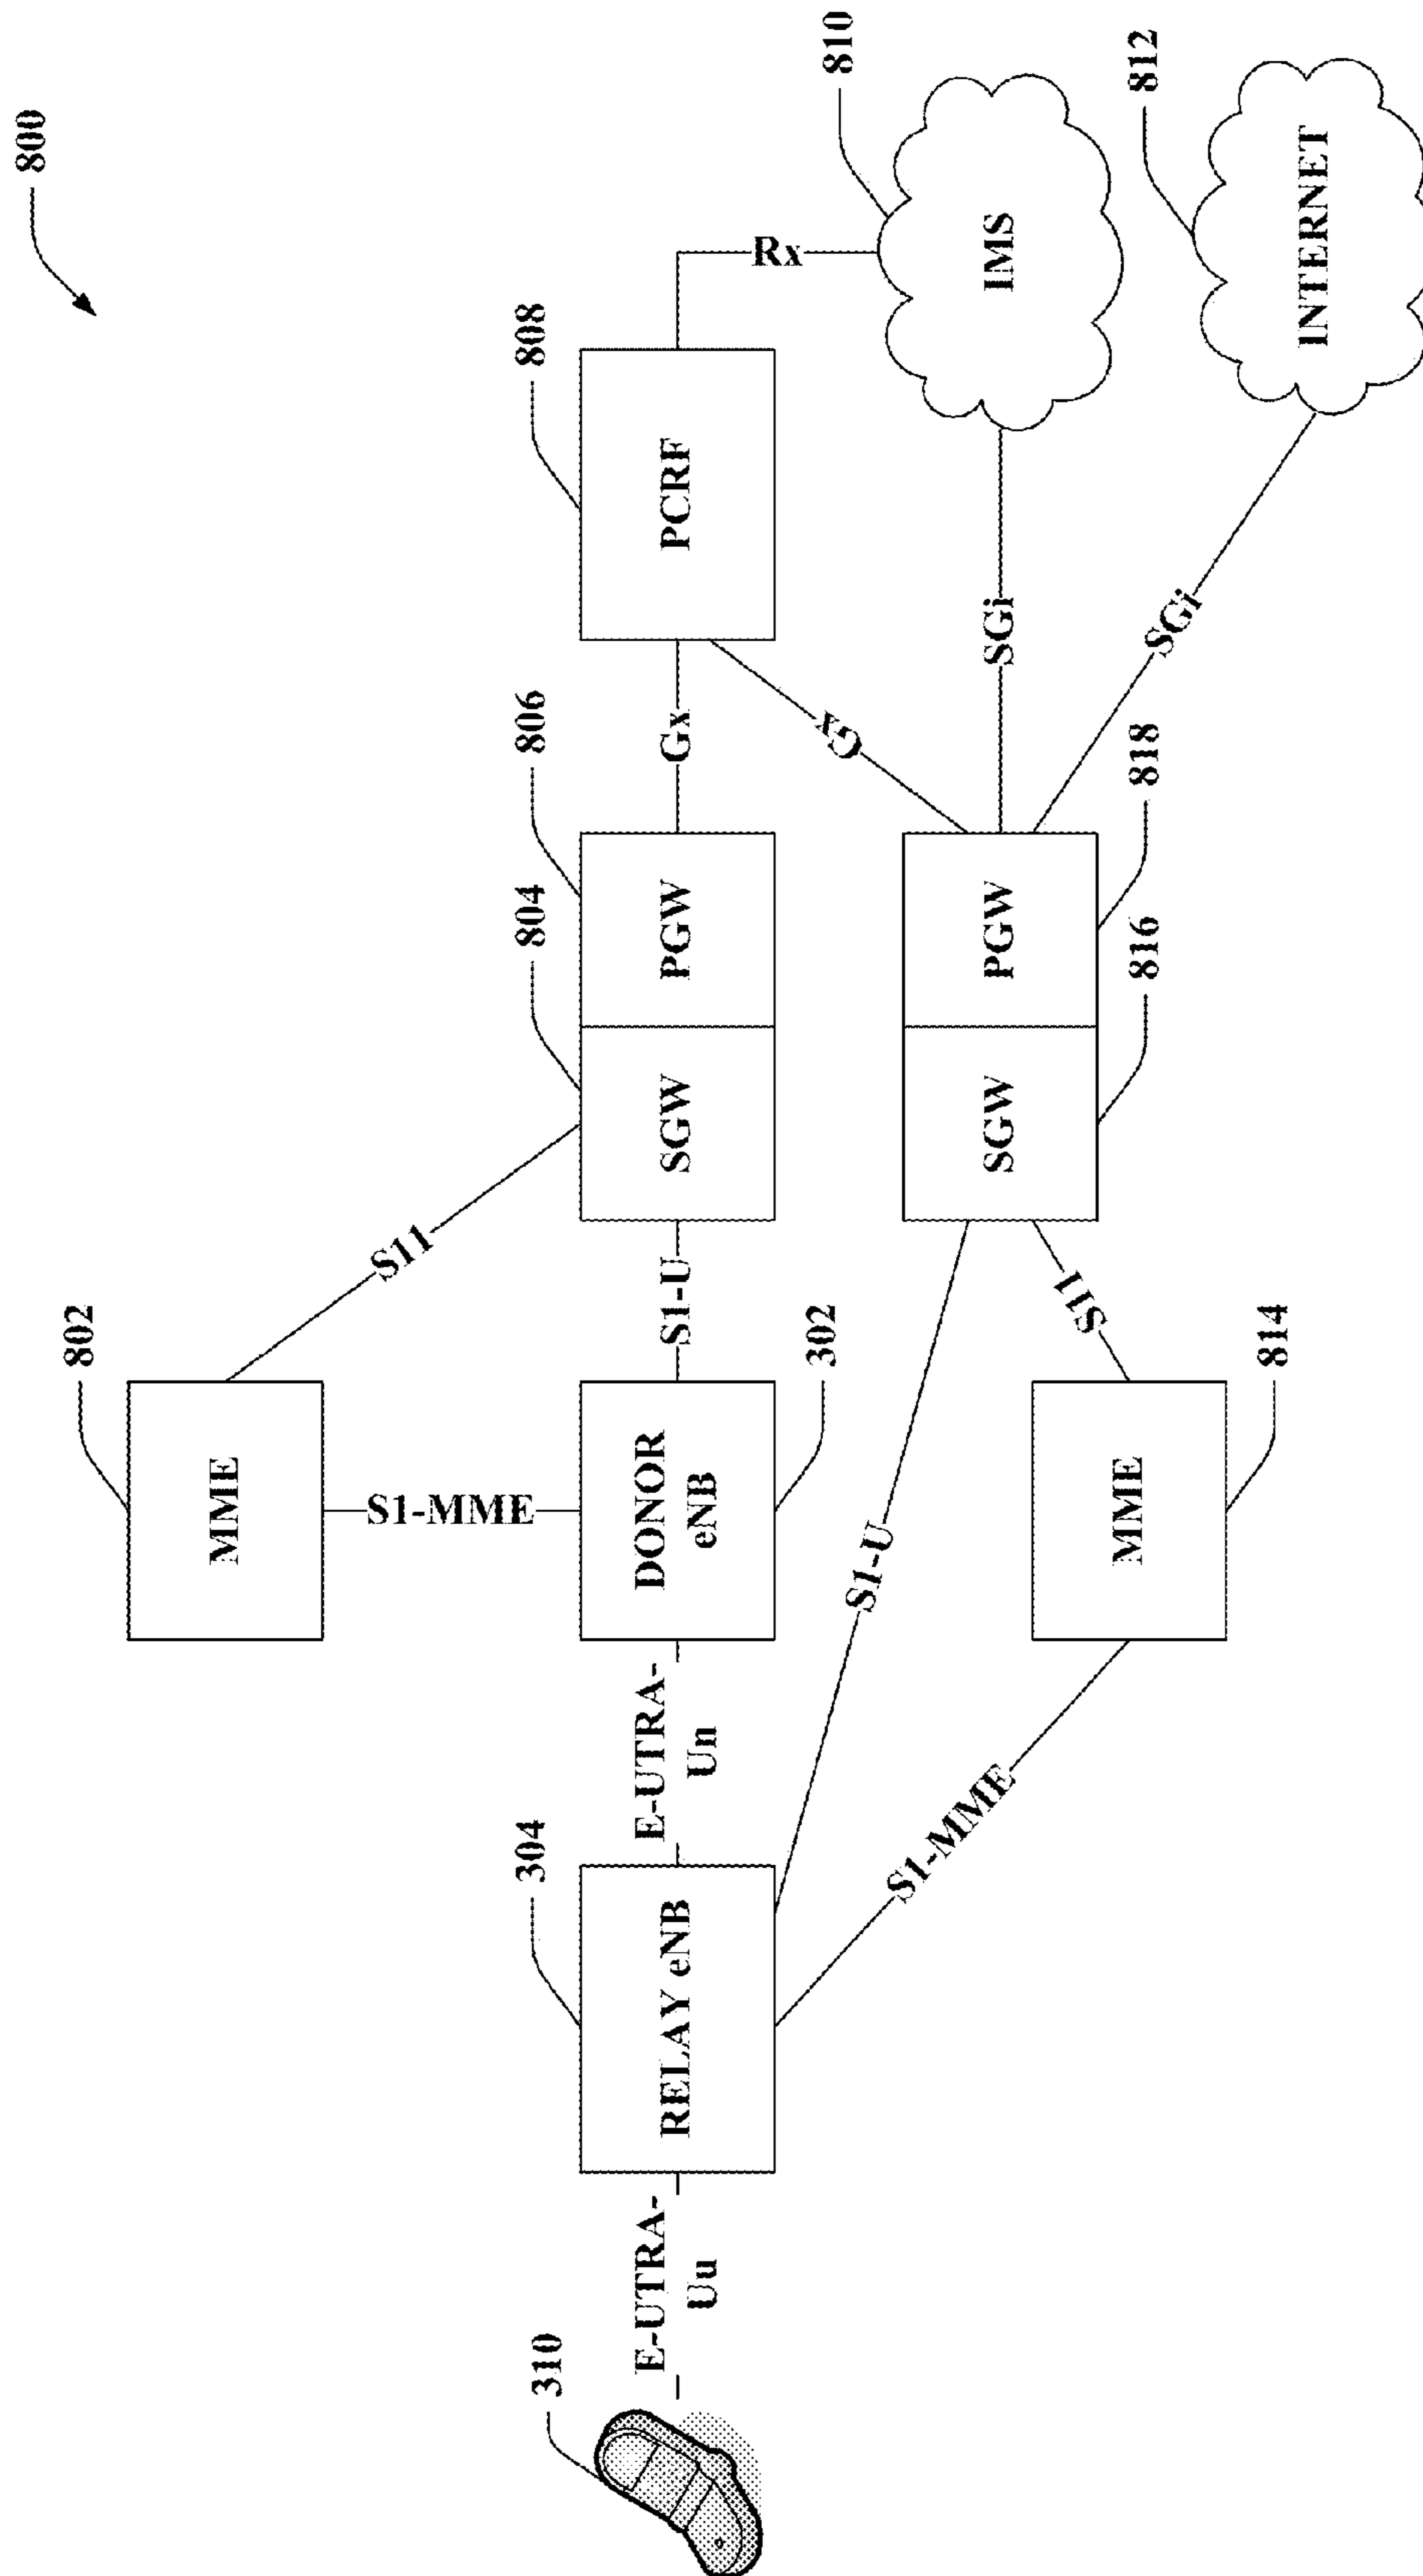 800
802
MME
S11
804
806
808
S1-MME
310
304
E-UTRA-
Uu
RELAY eNB
E-UTRA-
Un
DONOR
eNB
S1-U
SGW
PGW
Gx
PCRF
302
Rx
Gx
810
S1-U
SGW
PGW
SGi
IMS
S11
S1-MME
MME
816
818
SGi
812
814
INTERNET